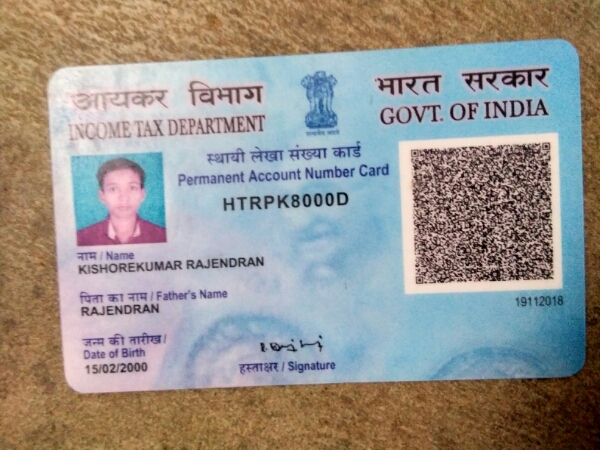 आयकर विभाग
INCOME TAX DEPARTMENT
भारत सरकार
GOVT. OF INDIA
सत्यमेव जयते
स्थायी लेखा संख्या कार्ड
Permanent Account Number Card
HTRPK8000D
नाम / Name
KISHOREKUMAR RAJENDRAN
पिता का नाम / Father's Name
RAJENDRAN
जन्म की तारीख /
Date of Birth
15/02/2000
हस्ताक्षर / Signature
19112018